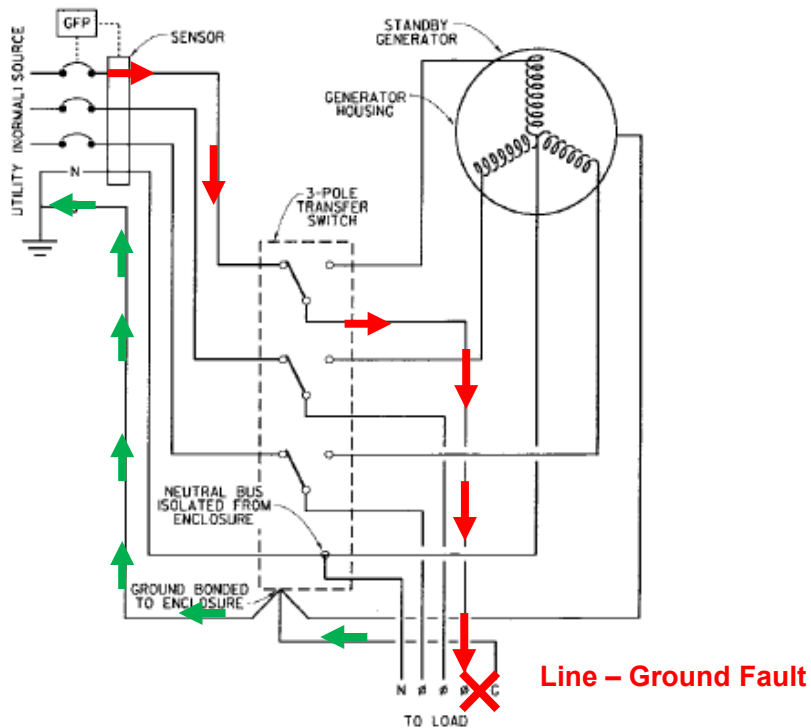 GFP
SENSOR
UTILITY (NORMAL) SOURCE
N
STANDBY
GENERATOR
GENERATOR
HOUSING
3-POLE
TRANSFER
SWITCH
NEUTRAL BUS
ISOLATED FROM
ENCLOSURE
GROUND BONDED
TO ENCLOSURE
N Ø Ø Ø G
TO LOAD
Line – Ground Fault